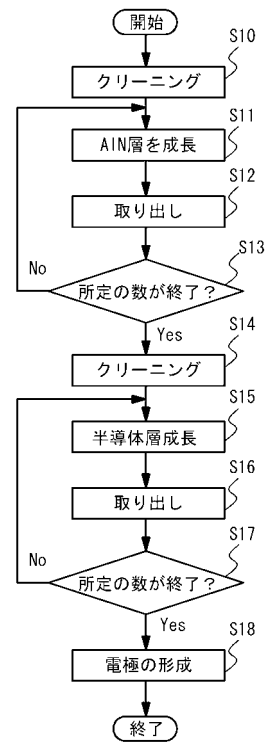 開始
S10
クリーニング
S11
AlN層を成長
S12
取り出し
S13
所定の数が終了？
No
Yes
S14
クリーニング
S15
半導体層成長
S16
取り出し
S17
所定の数が終了？
No
Yes
S18
電極の形成
終了